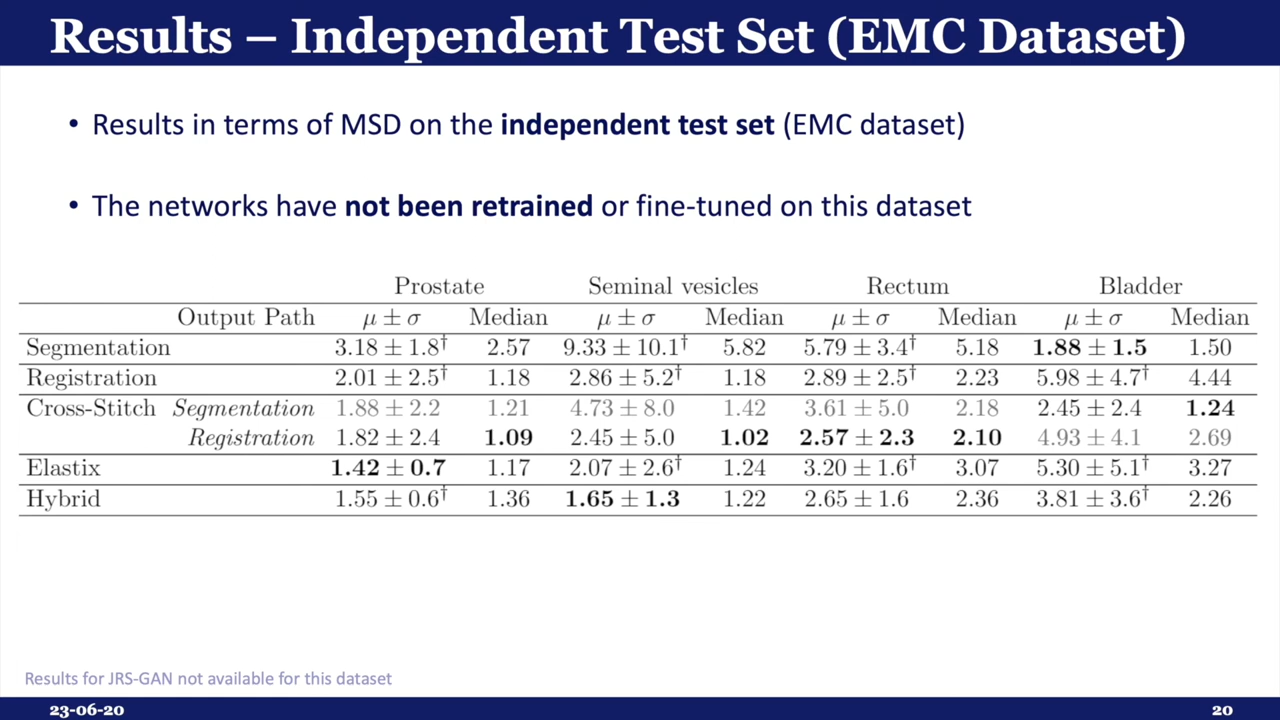 Results – Independent Test Set (EMC Dataset)
• Results in terms of MSD on the independent test set (EMC dataset)
• The networks have not been retrained or fine-tuned on this dataset
Prostate Seminal vesicles Rectum Bladder
Output Path μ ± σ Median μ ± σ Median μ ± σ Median μ ± σ Median
Segmentation 3.18 ± 1.8† 2.57 9.33 ± 10.1† 5.82 5.79 ± 3.4† 5.18 1.88 ± 1.5 1.50
Registration 2.01 ± 2.5† 1.18 2.86 ± 5.2† 1.18 2.89 ± 2.5† 2.23 5.98 ± 4.7† 4.44
Cross-Stitch Segmentation 1.88 ± 2.2 1.21 4.73 ± 8.0 1.42 3.61 ± 5.0 2.18 2.45 ± 2.4 1.24
Registration 1.82 ± 2.4 1.09 2.45 ± 5.0 1.02 2.57 ± 2.3 2.10 4.93 ± 4.1 2.69
Elastix 1.42 ± 0.7 1.17 2.07 ± 2.6† 1.24 3.20 ± 1.6† 3.07 5.30 ± 5.1† 3.27
Hybrid 1.55 ± 0.6† 1.36 1.65 ± 1.3 1.22 2.65 ± 1.6 2.36 3.81 ± 3.6† 2.26
Results for JRS-GAN not available for this dataset
23-06-20 20